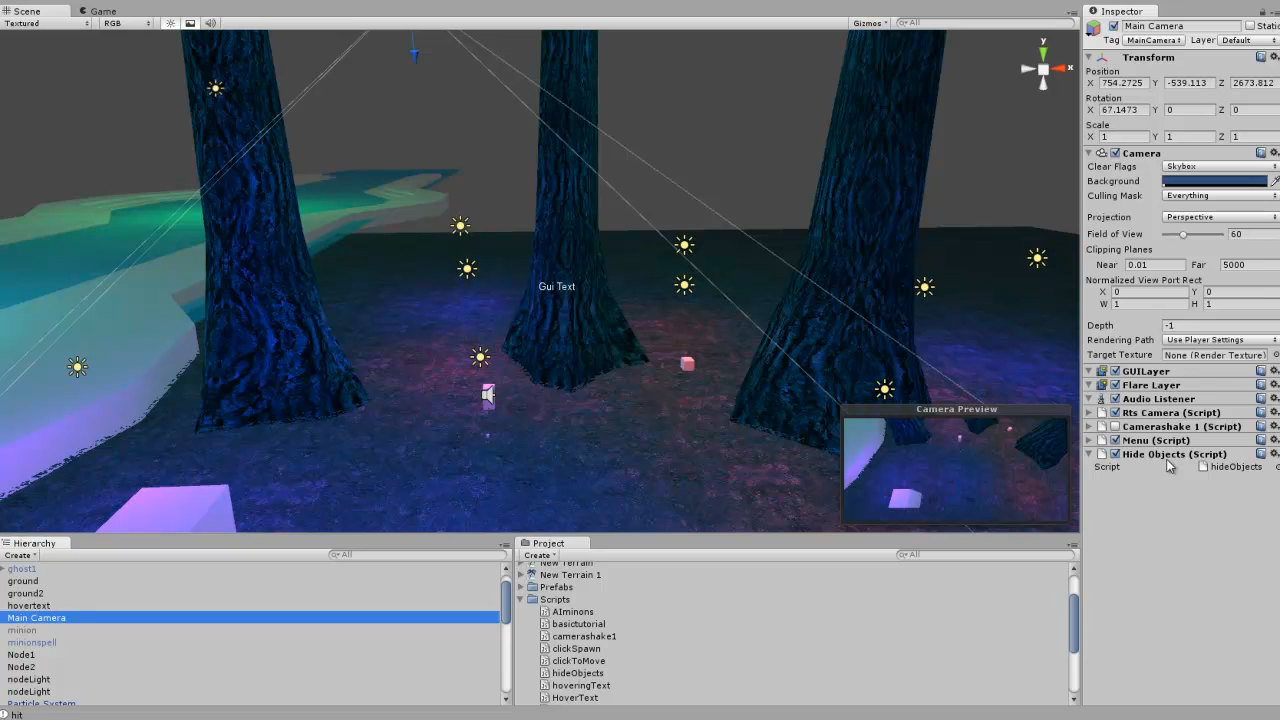 Scene
Game
Textured
RGB
Gizmos
All
Gui Text
y
x
Camera Preview
Inspector
Main Camera
Static
Tag MainCamera Layer Default
Transform
Position
X 754.2725 Y -539.113 Z 2673.812
Rotation
X 67.1473 Y 0 Z 0
Scale
X 1 Y 1 Z 1
Camera
Clear Flags Skybox
Background
Culling Mask Everything
Projection Perspective
Field of View 60
Clipping Planes
Near 0.01 Far 5000
Normalized View Port Rect
X 0 Y 0
W 1 H 1
Depth -1
Rendering Path Use Player Settings
Target Texture None (Render Texture)
GUILayer
Flare Layer
Audio Listener
Rts Camera (Script)
Camerashake 1 (Script)
Menu (Script)
Hide Objects (Script)
Script hideObjects
Hierarchy
Create All
ghost1
ground
ground2
hovertext
Main Camera
minion
minionspell
Node1
Node2
nodeLight
nodeLight
Particle System
Project
Create All
New Terrain
New Terrain 1
Prefabs
Scripts
AIminons
basictutorial
camerashake1
clickSpawn
clickToMove
hideObjects
hoveringText
HoverText
hit